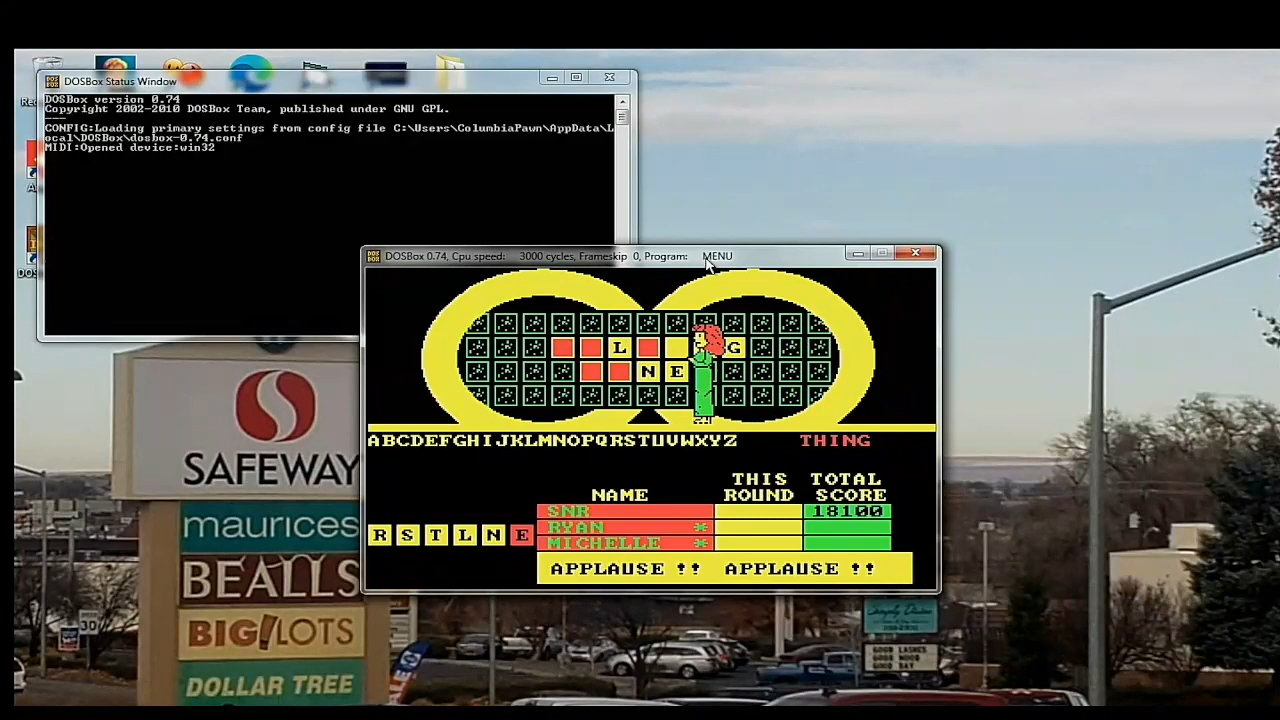 DOSBox Status Window
DOSBox version 0.74
Copyright 2002-2010 DOSBox Team, published under GNU GPL.
---
CONFIG:Loading primary settings from config file C:\Users\ColumbiaPawn\AppData\L
ocal\DOSBox\dosbox-0.74.conf
MIDI:Opened device:win32
DOSBox 0.74, Cpu speed: 3000 cycles, Frameskip 0, Program: MENU
L G
N E
ABCDEFGHIJKLMNOPQRSTUVWXYZ THING
THIS TOTAL
NAME ROUND SCORE
SNR 18100
RYAN *
MICHELLE *
R S T L N E
APPLAUSE !! APPLAUSE !!
SAFEWAY
maurices
BEALLS
BIG!LOTS
DOLLAR TREE
30
SALE